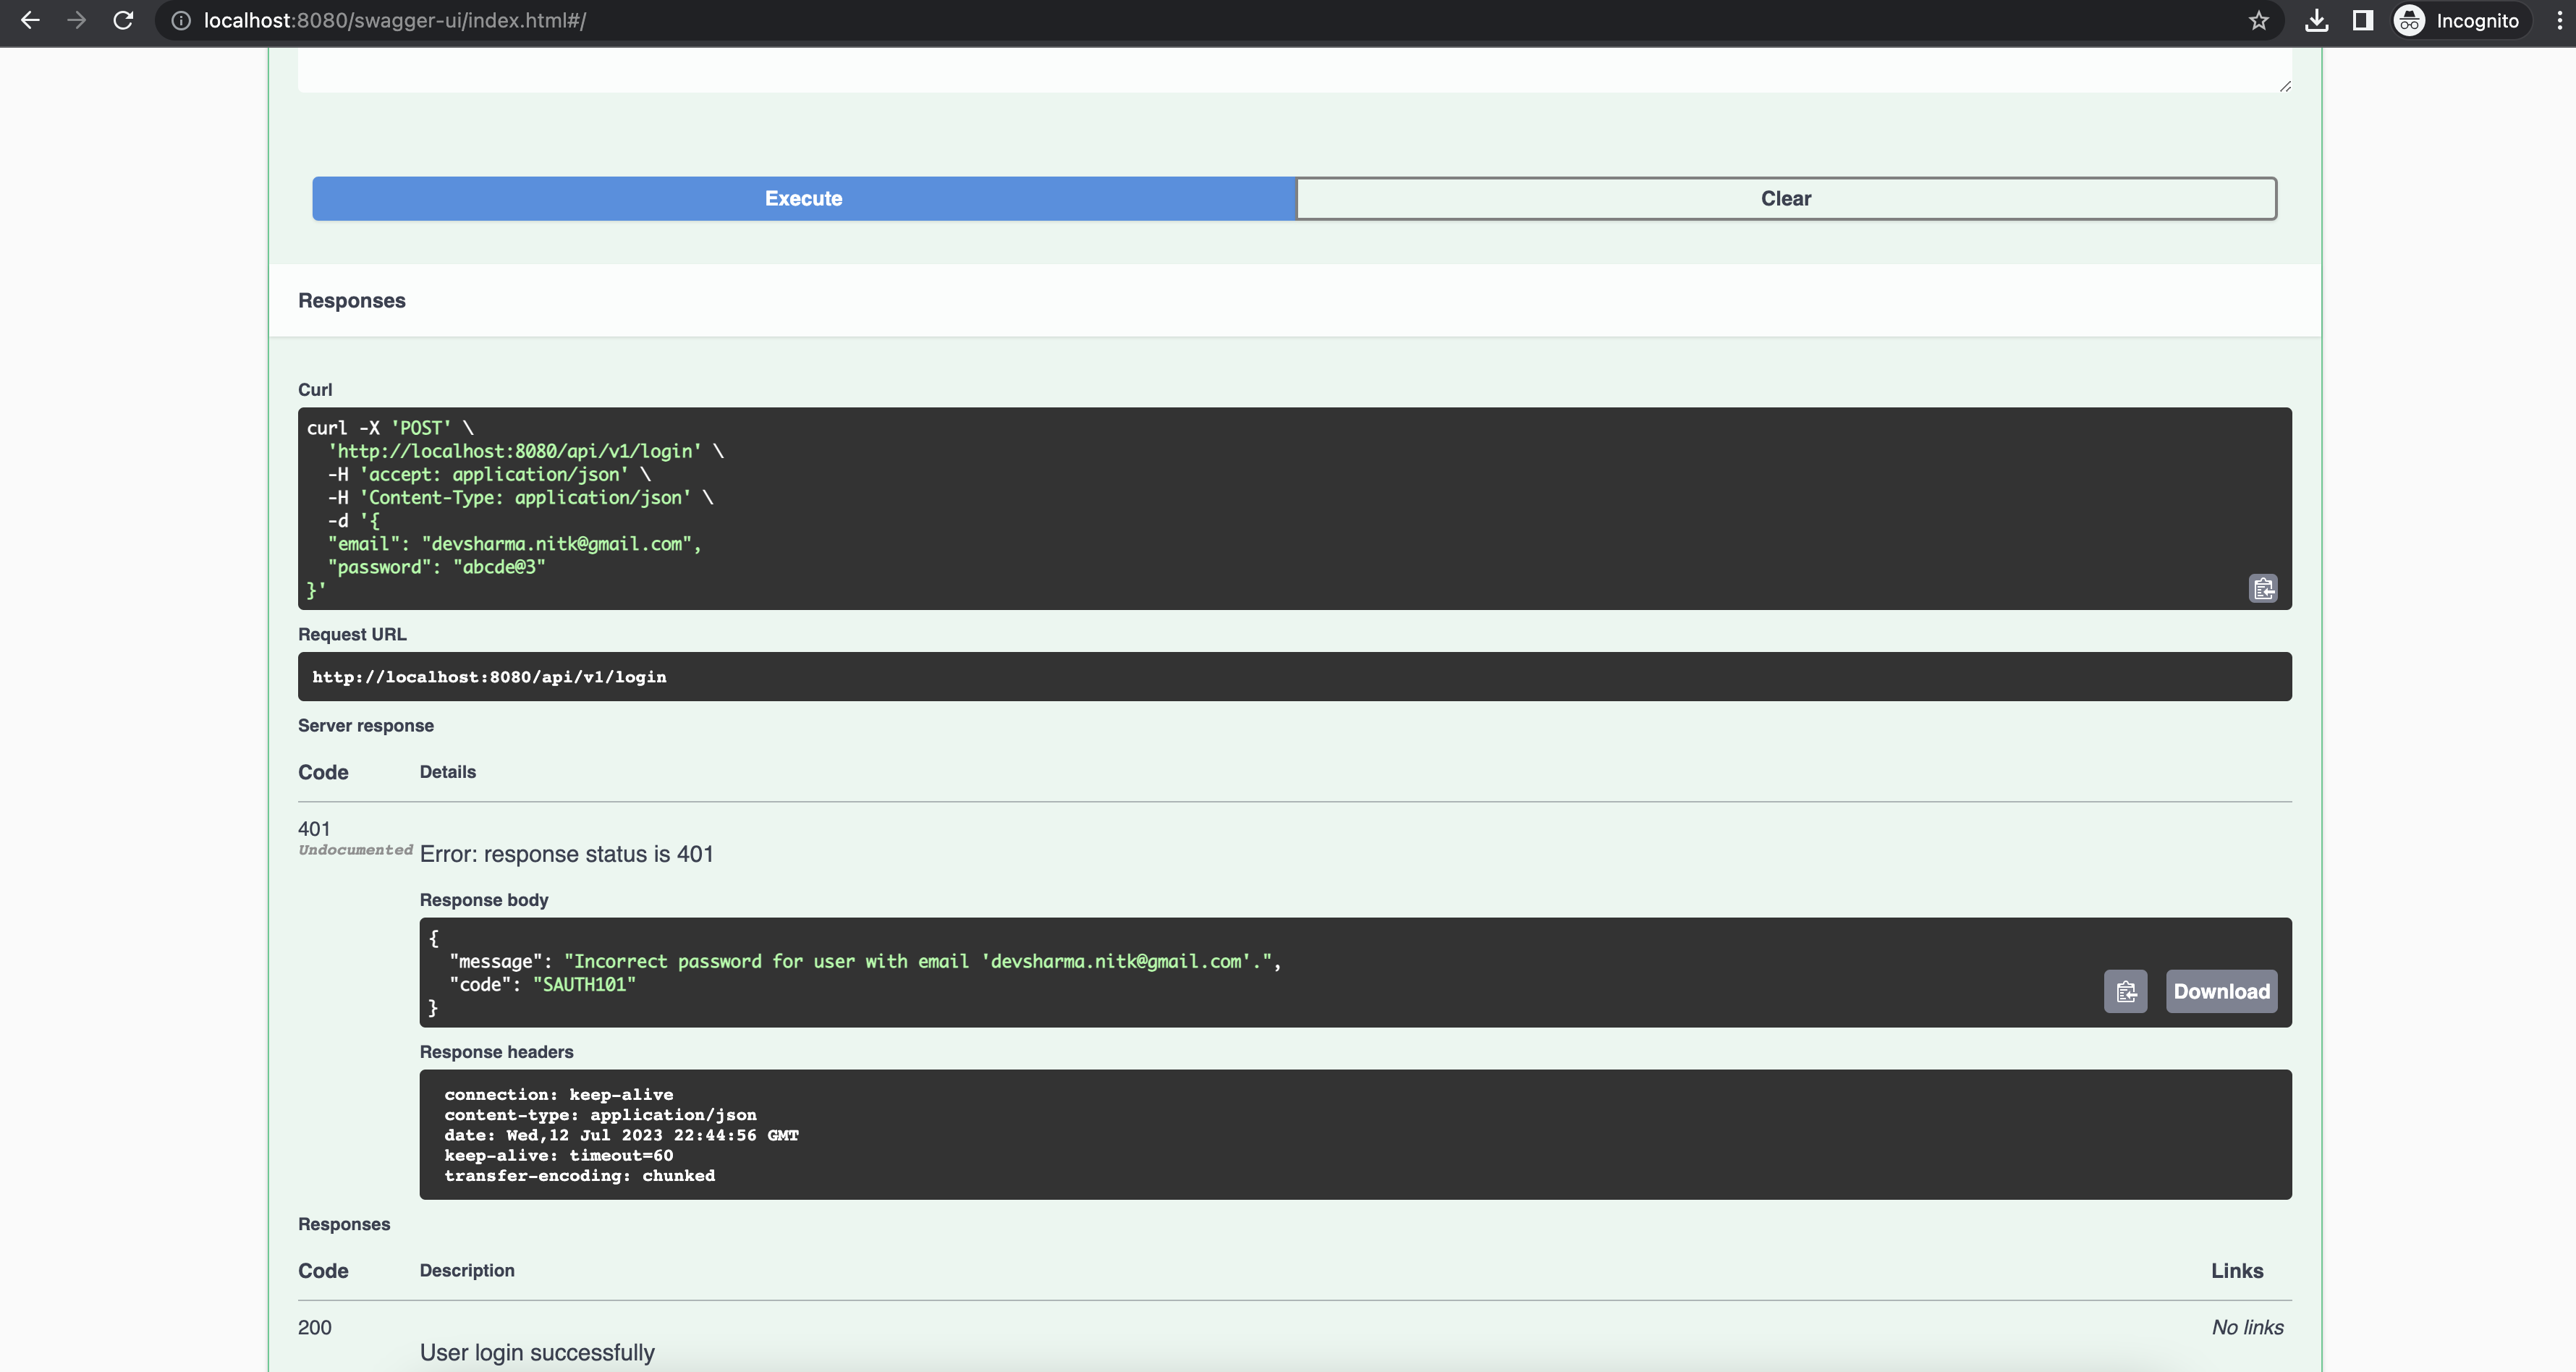 localhost:8080/swagger-ui/index.html#/
Incognito
Execute
Clear
Responses
Curl
curl -X 'POST' \
  'http://localhost:8080/api/v1/login' \
  -H 'accept: application/json' \
  -H 'Content-Type: application/json' \
  -d '{
  "email": "devsharma.nitk@gmail.com",
  "password": "abcde@3"
}'
Request URL
http://localhost:8080/api/v1/login
Server response
Code Details
401
Undocumented
Error: response status is 401
Response body
{
  "message": "Incorrect password for user with email 'devsharma.nitk@gmail.com'.",
  "code": "SAUTH101"
}
Download
Response headers
connection: keep-alive
content-type: application/json
date: Wed,12 Jul 2023 22:44:56 GMT
keep-alive: timeout=60
transfer-encoding: chunked
Responses
Code Description Links
200
No links
User login successfully